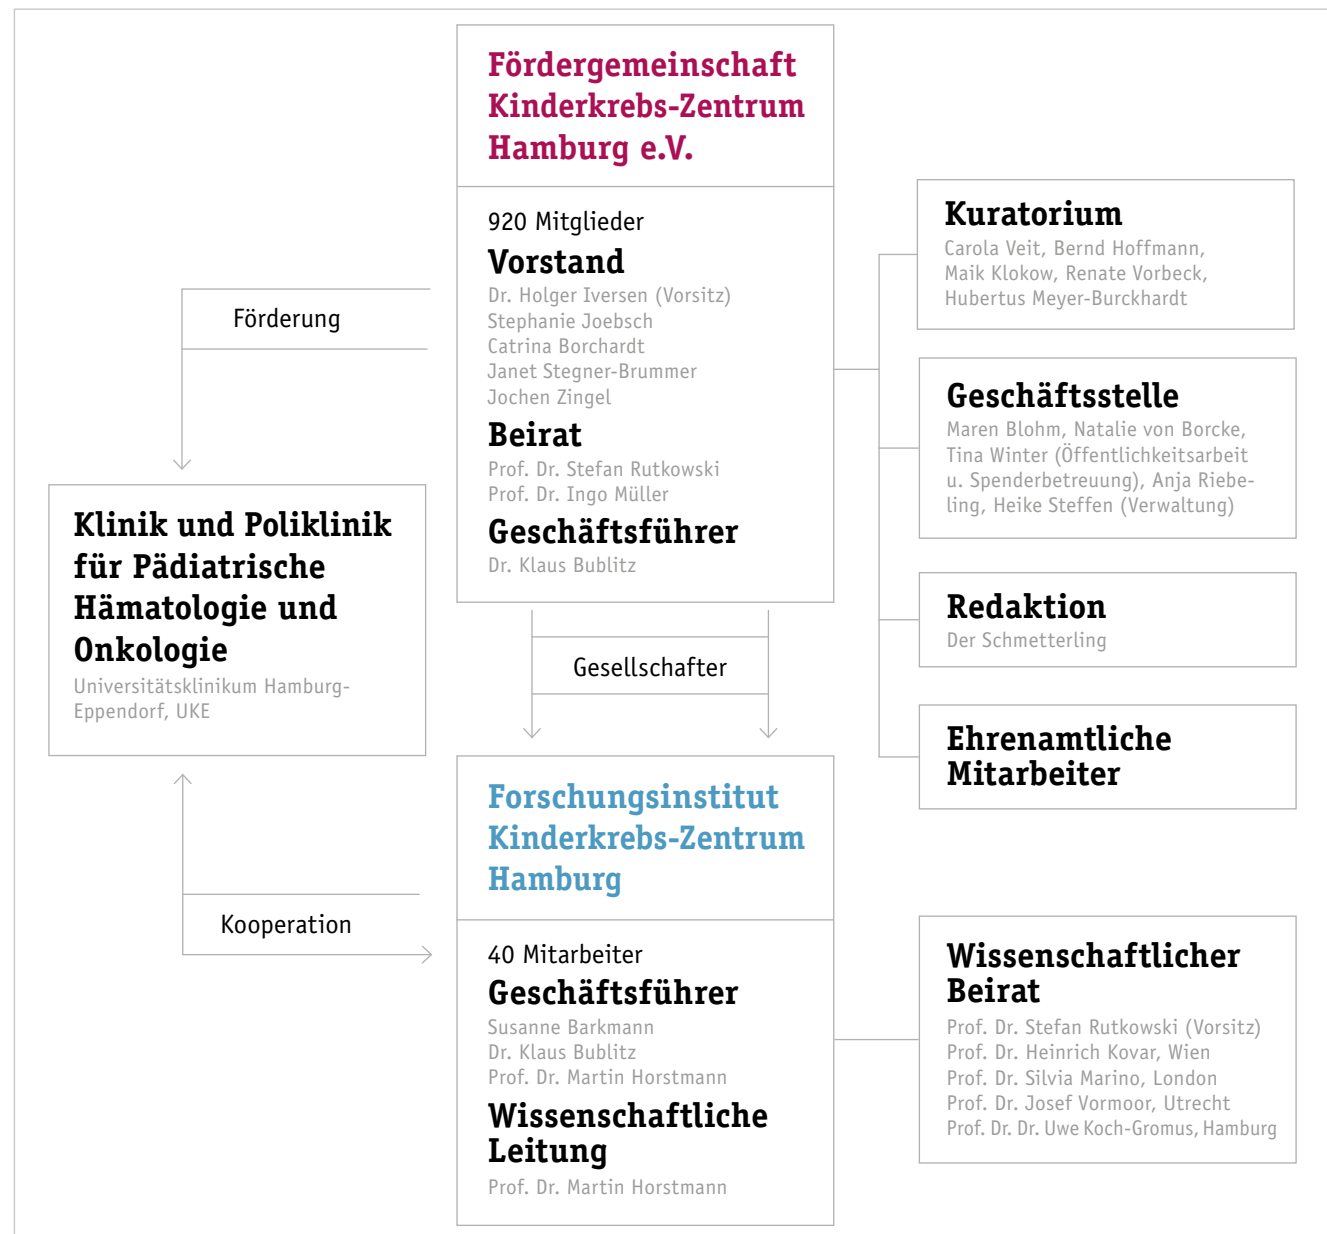 Fördergemeinschaft
Kinderkrebs-Zentrum
Hamburg e.V.
920 Mitglieder
Vorstand
Dr. Holger Iversen (Vorsitz)
Stephanie Joebsch
Catrina Borchardt
Janet Stegner-Brummer
Jochen Zingel
Beirat
Prof. Dr. Stefan Rutkowski
Prof. Dr. Ingo Müller
Geschäftsführer
Dr. Klaus Bublitz
Kuratorium
Carola Veit, Bernd Hoffmann,
Maik Klokow, Renate Vorbeck,
Hubertus Meyer-Burckhardt
Geschäftsstelle
Maren Blohm, Natalie von Borcke,
Tina Winter (Öffentlichkeitsarbeit
u. Spenderbetreuung), Anja Riebe-
ling, Heike Steffen (Verwaltung)
Redaktion
Der Schmetterling
Ehrenamtliche
Mitarbeiter
Förderung
Klinik und Poliklinik
für Pädiatrische
Hämatologie und
Onkologie
Universitätsklinikum Hamburg-
Eppendorf, UKE
Gesellschafter
Kooperation
Forschungsinstitut
Kinderkrebs-Zentrum
Hamburg
40 Mitarbeiter
Geschäftsführer
Susanne Barkmann
Dr. Klaus Bublitz
Prof. Dr. Martin Horstmann
Wissenschaftliche
Leitung
Prof. Dr. Martin Horstmann
Wissenschaftlicher
Beirat
Prof. Dr. Stefan Rutkowski (Vorsitz)
Prof. Dr. Heinrich Kovar, Wien
Prof. Dr. Silvia Marino, London
Prof. Dr. Josef Vormoor, Utrecht
Prof. Dr. Dr. Uwe Koch-Gromus, Hamburg